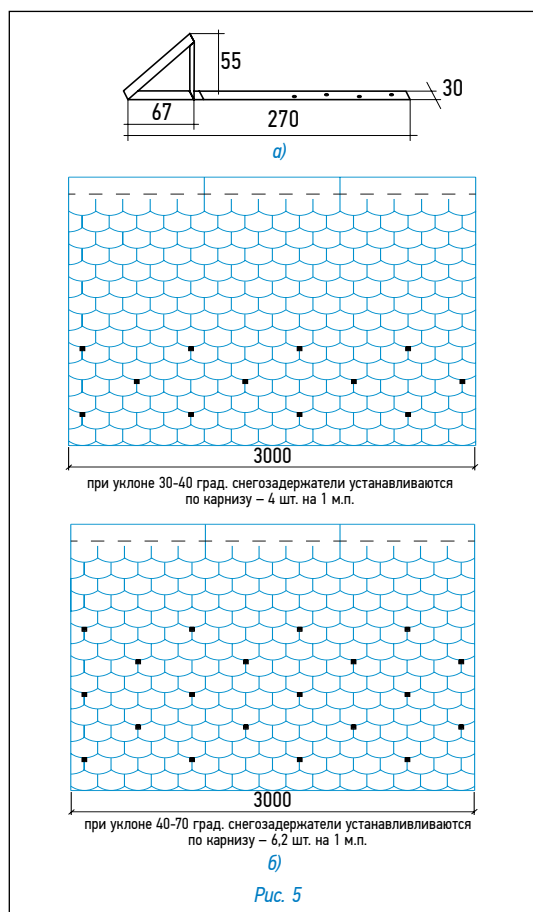 55
30
67
270
а)
3000
при уклоне 30-40 град. снегозадержатели устанавливаются
по карнизу – 4 шт. на 1 м.п.
3000
при уклоне 40-70 град. снегозадержатели устанавливливаются
по карнизу – 6,2 шт. на 1 м.п.
б)
Рис. 5